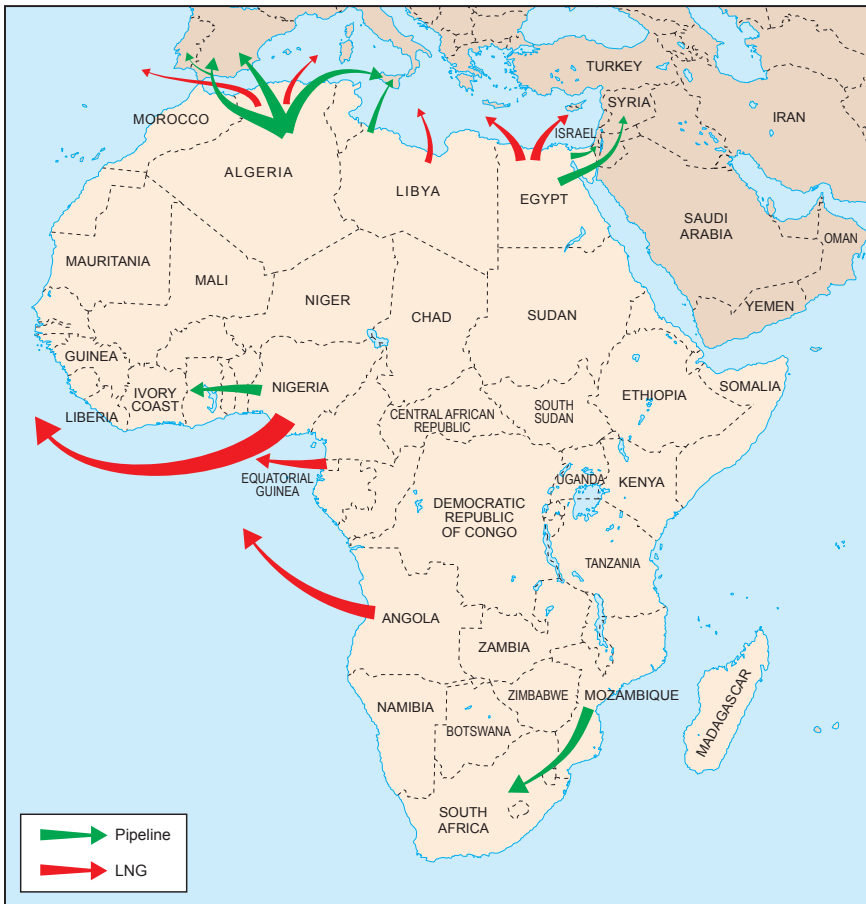 TURKEY
SYRIA
IRAN
MOROCCO
ISRAEL
ALGERIA
LIBYA
EGYPT
SAUDI
ARABIA
OMAN
MAURITANIA
MALI
NIGER
CHAD
SUDAN
YEMEN
GUINEA
IVORY
COAST
NIGERIA
LIBERIA
CENTRAL AFRICAN
REPUBLIC
SOUTH
SUDAN
ETHIOPIA
SOMALIA
EQUATORIAL
GUINEA
UGANDA
KENYA
DEMOCRATIC
REPUBLIC
OF CONGO
TANZANIA
ANGOLA
ZAMBIA
NAMIBIA
ZIMBABWE
MOZAMBIQUE
BOTSWANA
MADAGASCAR
SOUTH
AFRICA
Pipeline
LNG